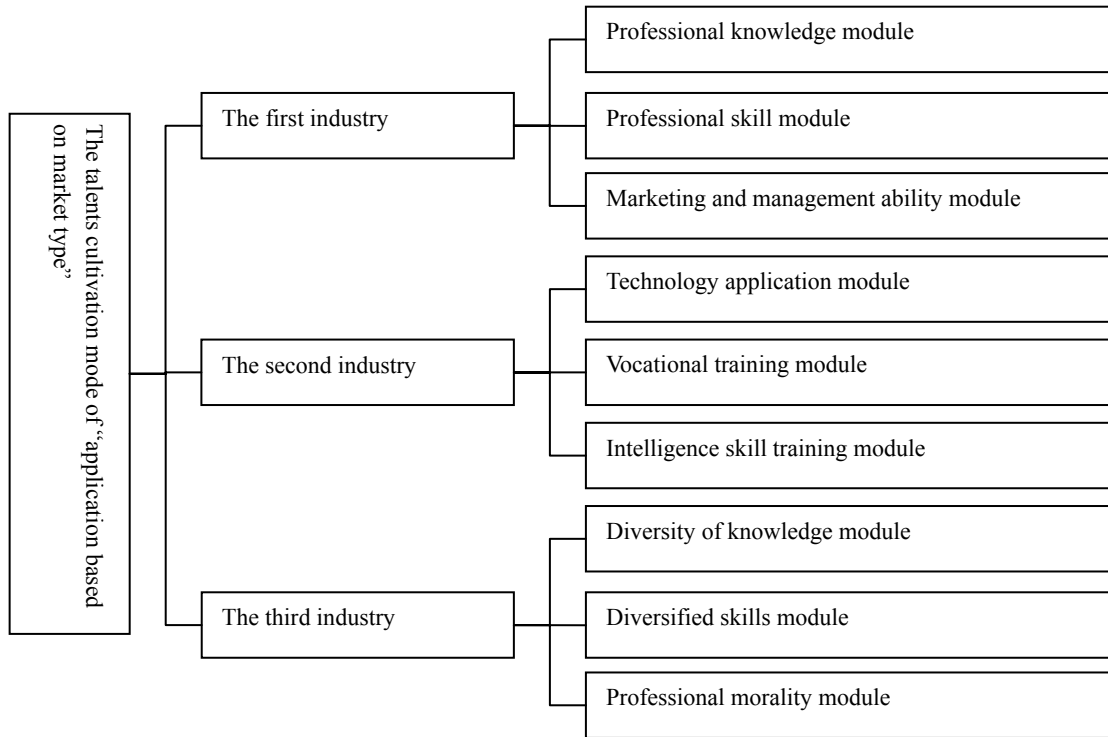 The talents cultivation mode of “application based
on market type”
The first industry
Professional knowledge module
Professional skill module
Marketing and management ability module
The second industry
Technology application module
Vocational training module
Intelligence skill training module
The third industry
Diversity of knowledge module
Diversified skills module
Professional morality module